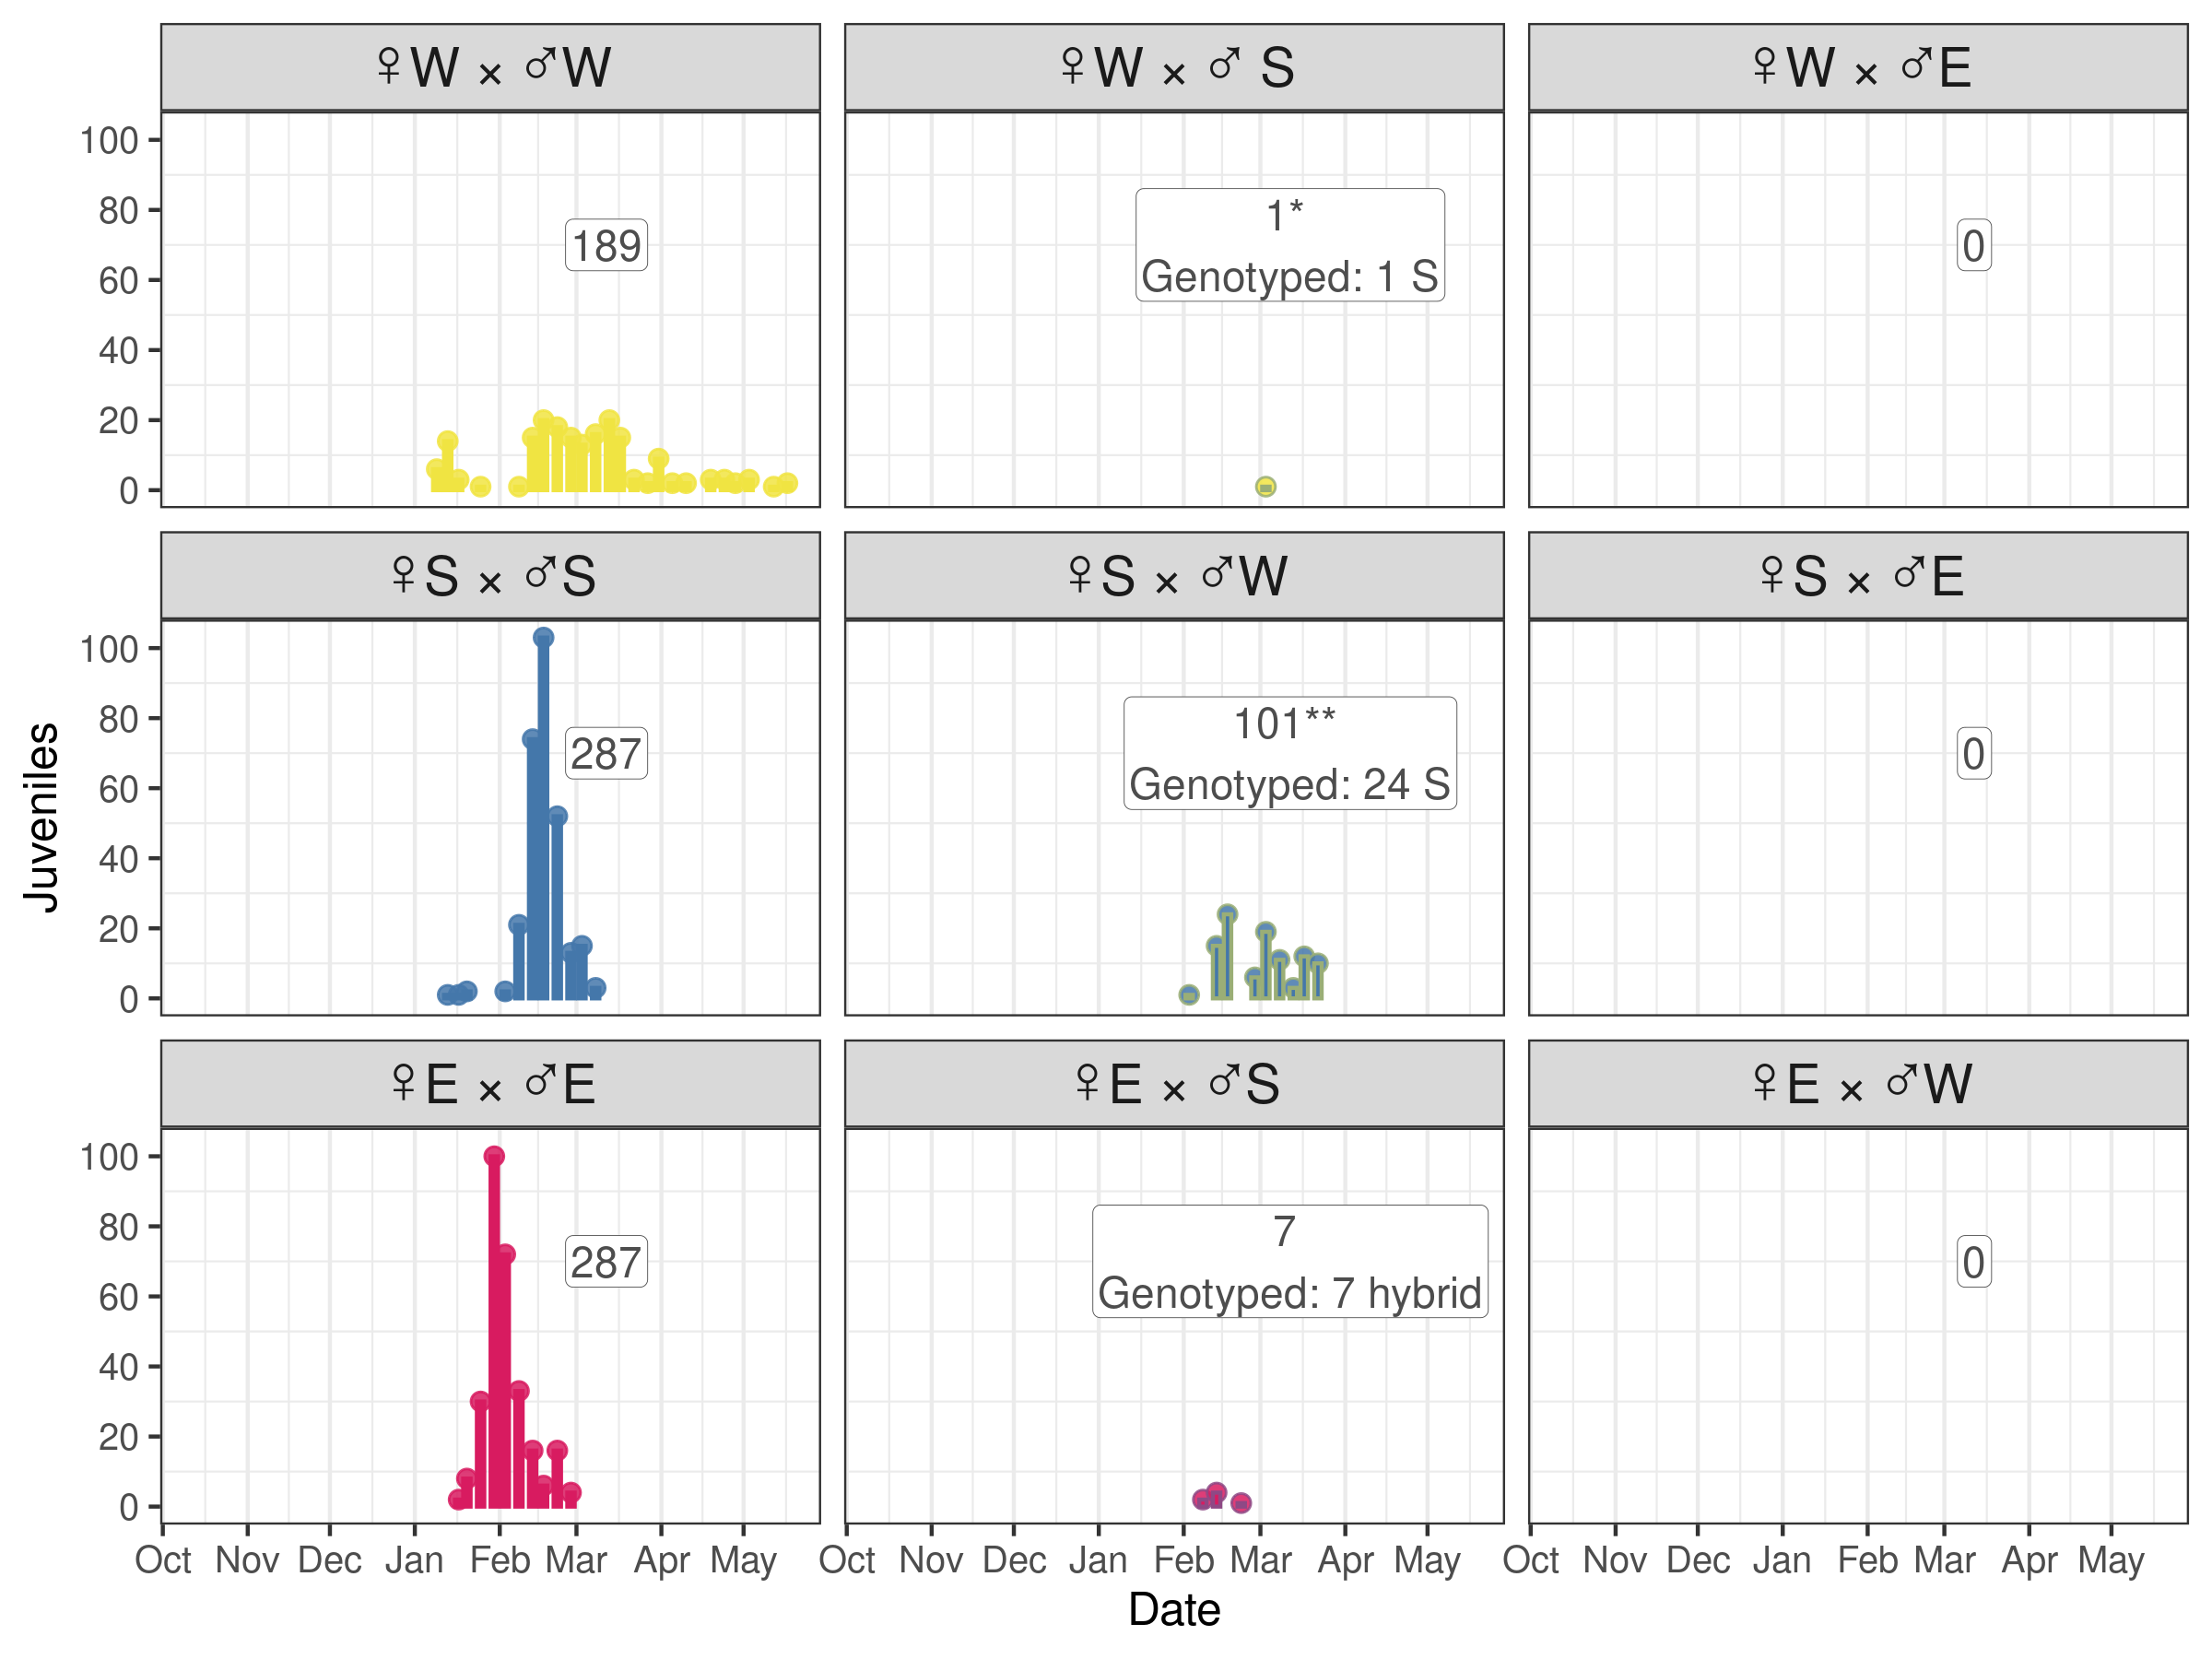 ♀W × ♂W
♀W × ♂ S
♀W × ♂E
100
80
60
40
20
0
189
1*
Genotyped: 1 S
0
♀S × ♂S
♀S × ♂W
♀S × ♂E
Juveniles
100
80
60
40
20
0
287
101**
Genotyped: 24 S
0
♀E × ♂E
♀E × ♂S
♀E × ♂W
100
80
60
40
20
0
287
7
Genotyped: 7 hybrid
0
Oct Nov Dec Jan Feb Mar Apr May
Oct Nov Dec Jan Feb Mar Apr May
Oct Nov Dec Jan Feb Mar Apr May
Date